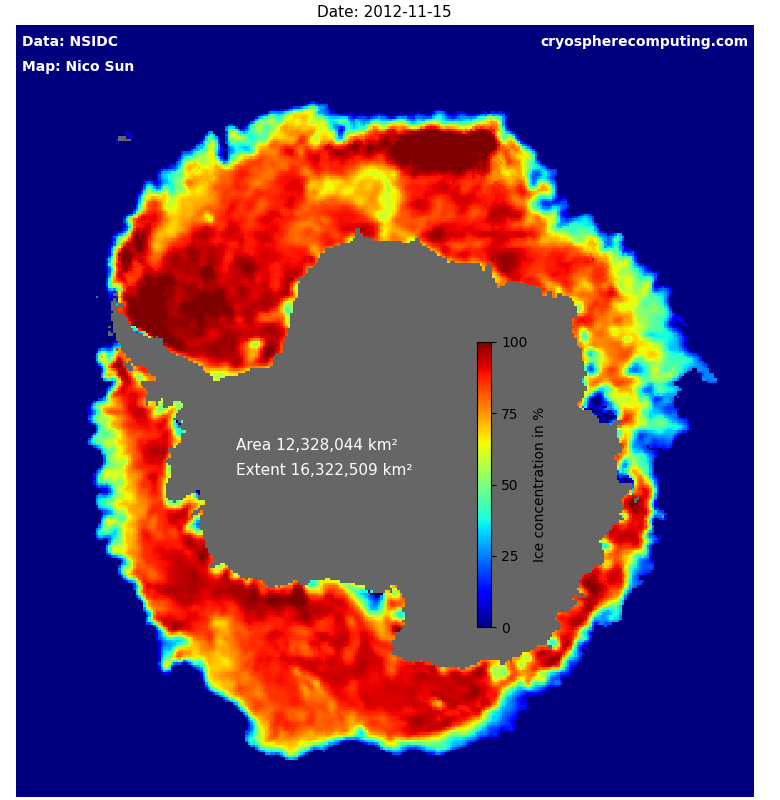 Date: 2012-11-15
Data: NSIDC
cryospherecomputing.com
Map: Nico Sun
100
75
50
25
0
Ice concentration in %
Area 12,328,044 km²
Extent 16,322,509 km²